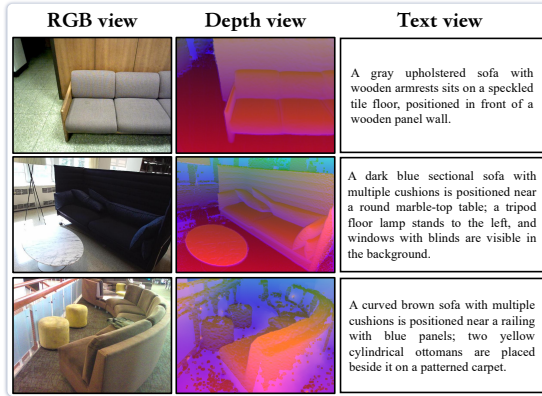 RGB view
Depth view
Text view
A gray upholstered sofa with
wooden armrests sits on a speckled
tile floor, positioned in front of a
wooden panel wall.
A dark blue sectional sofa with
multiple cushions is positioned near
a round marble-top table; a tripod
floor lamp stands to the left, and
windows with blinds are visible in
the background.
A curved brown sofa with multiple
cushions is positioned near a railing
with blue panels; two yellow
cylindrical ottomans are placed
beside it on a patterned carpet.